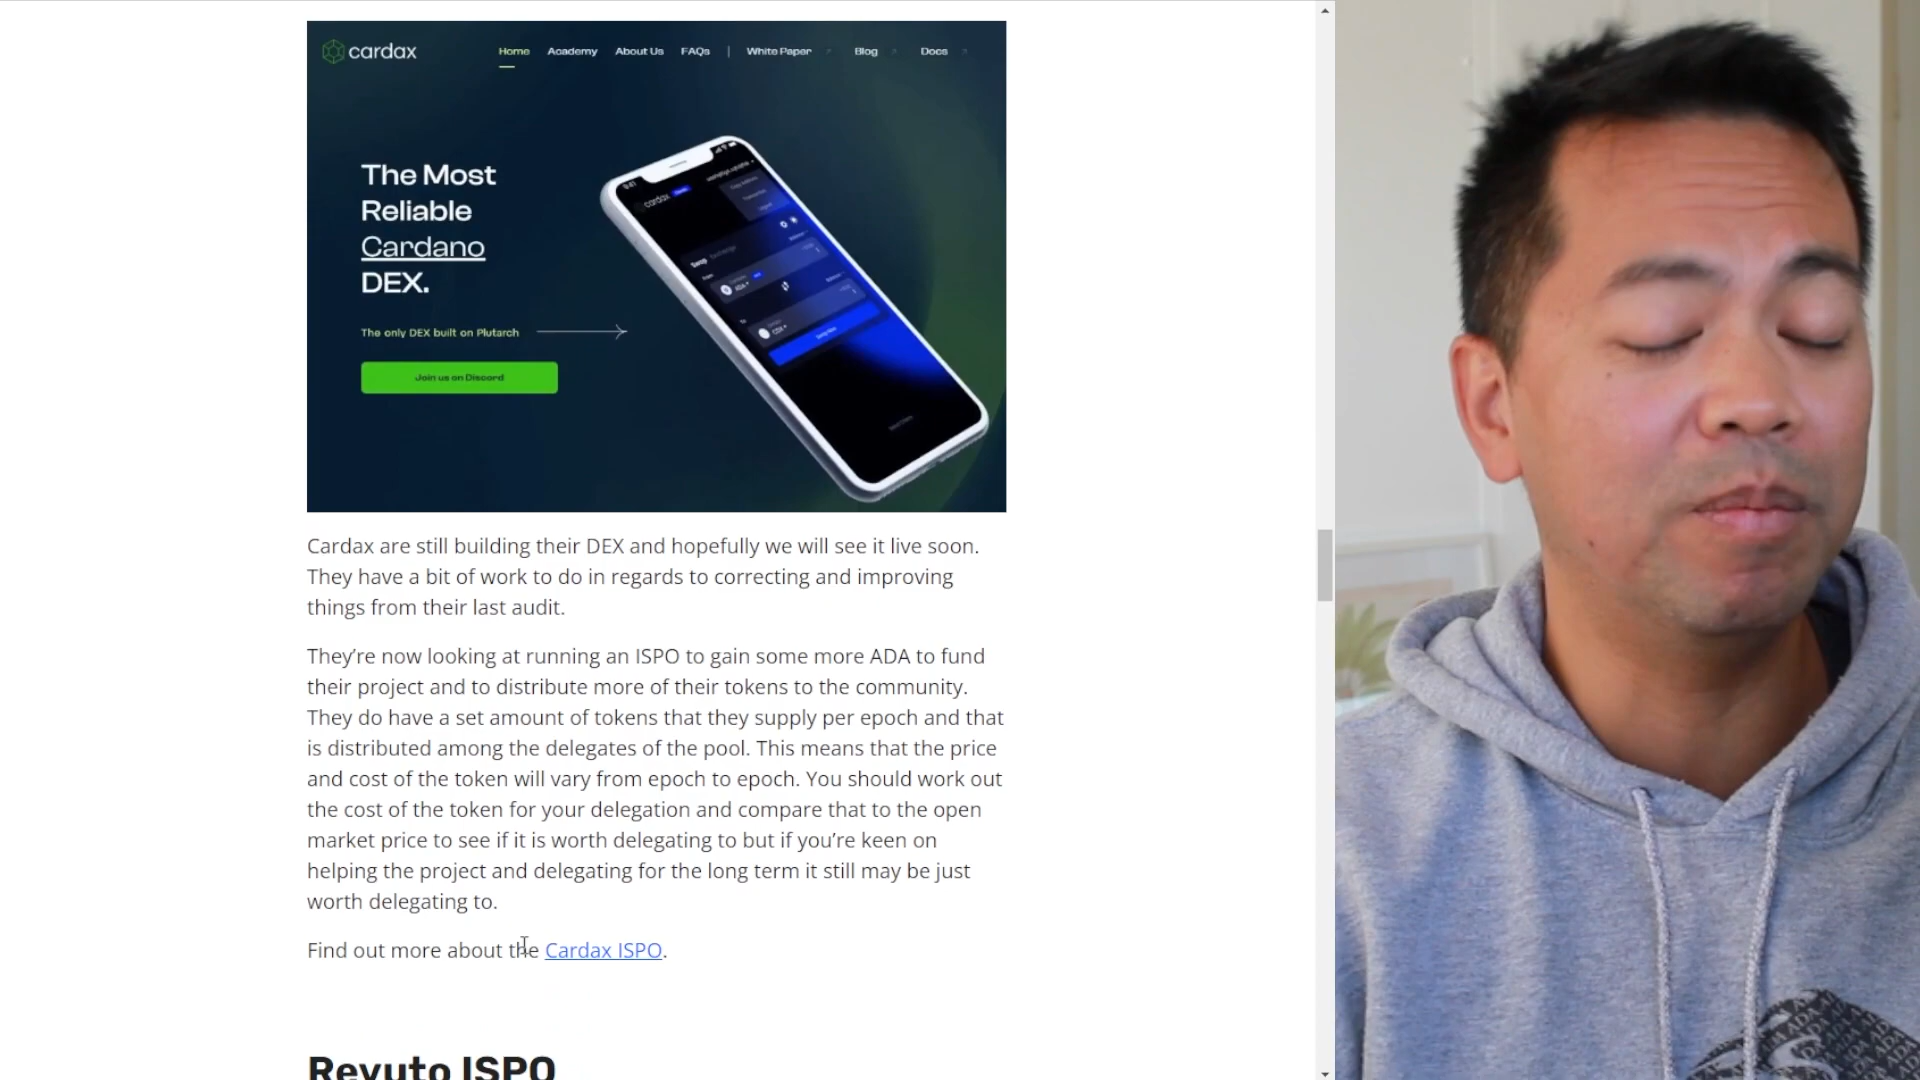 cardax
Home Academy About Us FAQs | White Paper Blog Docs
The Most
Reliable
Cardano
DEX.
The only DEX built on Plutarch
Join us on Discord
cardax
Swap
Cardax are still building their DEX and hopefully we will see it live soon.
They have a bit of work to do in regards to correcting and improving
things from their last audit.
They’re now looking at running an ISPO to gain some more ADA to fund
their project and to distribute more of their tokens to the community.
They do have a set amount of tokens that they supply per epoch and that
is distributed among the delegates of the pool. This means that the price
and cost of the token will vary from epoch to epoch. You should work out
the cost of the token for your delegation and compare that to the open
market price to see if it is worth delegating to but if you’re keen on
helping the project and delegating for the long term it still may be just
worth delegating to.
Find out more about the Cardax ISPO.
Revuto ISPO
ADA ADA ADA